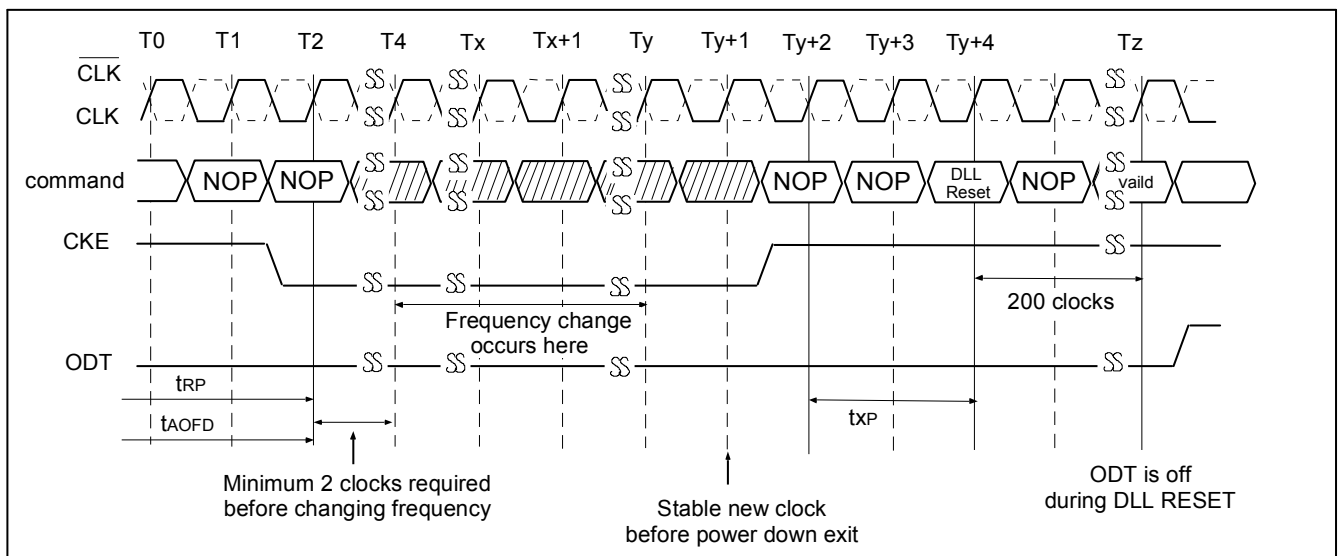 T0 T1 T2 T4 Tx Tx+1 Ty Ty+1 Ty+2 Ty+3 Ty+4 Tz
CLK
CLK
command NOP NOP NOP NOP DLL Reset NOP vaild
CKE
200 clocks
Frequency change
occurs here
ODT
tRP
tAOFD
txP
Minimum 2 clocks required
before changing frequency
Stable new clock
before power down exit
ODT is off
during DLL RESET